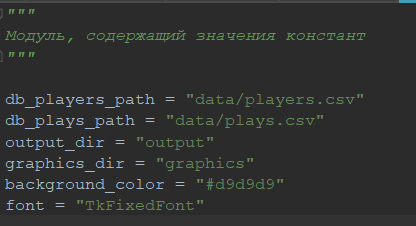 """
Модуль, содержащий значения констант
"""
db_players_path = "data/players.csv"
db_plays_path = "data/plays.csv"
output_dir = "output"
graphics_dir = "graphics"
background_color = "#d9d9d9"
font = "TkFixedFont"